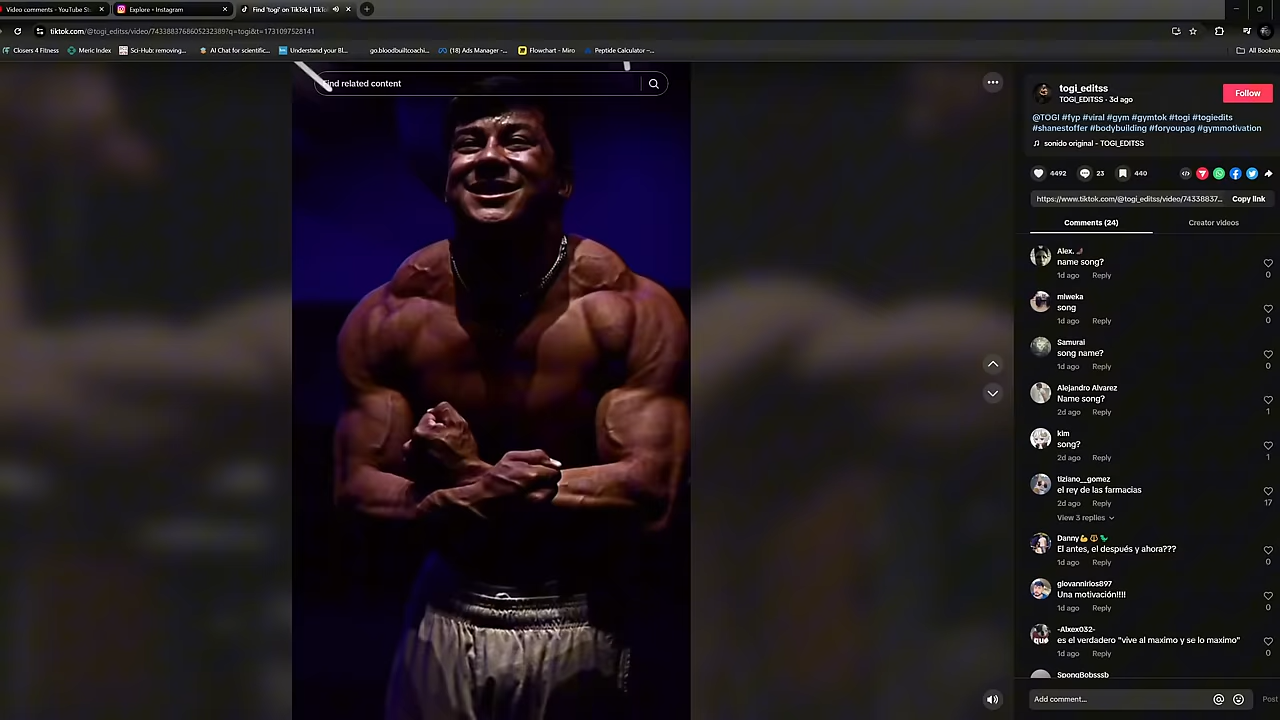 Video comments - YouTube St
Explore • Instagram
Find 'togi' on TikTok | TikTo
tiktok.com/@togi_editss/video/7433883768605232389?q=togi&t=1731097528141
Closers 4 Fitness
Meric Index
Sci-Hub: removing...
AI Chat for scientific...
Understand your Bl...
go.bloodbuiltcoachi...
(18) Ads Manager -...
Flowchart - Miro
Peptide Calculator –...
All Bookma
Find related content
togi_editss
TOGI_EDITSS · 3d ago
Follow
@TOGI #fyp #viral #gym #gymtok #togi #togiedits
#shanestoffer #bodybuilding #foryoupag #gymmotivation
sonido original - TOGI_EDITSS
4492
23
440
https://www.tiktok.com/@togi_editss/video/74338837...
Copy link
Comments (24)
Creator videos
Alex.
name song?
1d ago Reply
0
miweka
song
1d ago Reply
0
Samurai
song name?
1d ago Reply
0
Alejandro Alvarez
Name song?
2d ago Reply
1
kim
song?
2d ago Reply
1
tiziano__gomez
el rey de las farmacias
2d ago Reply
17
View 3 replies
Danny
El antes, el después y ahora???
1d ago Reply
0
giovannirios897
Una motivación!!!!
1d ago Reply
0
-Alxex032-
es el verdadero "vive al maximo y se lo maximo"
1d ago Reply
0
SpongBobsssb
Add comment...
Post